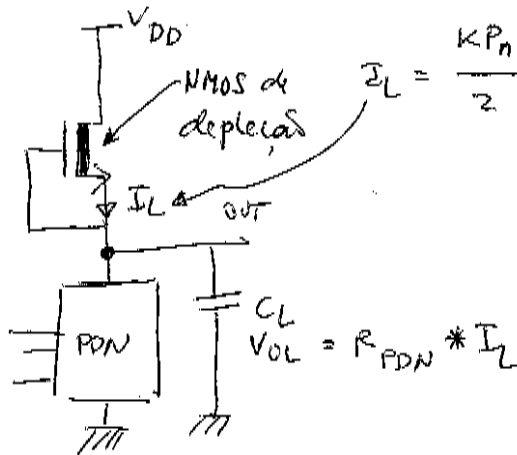 VDD
NMOS de
depleção
IL = KPn
2
IL
OUT
PDN
CL
VOL = RPDN * IL